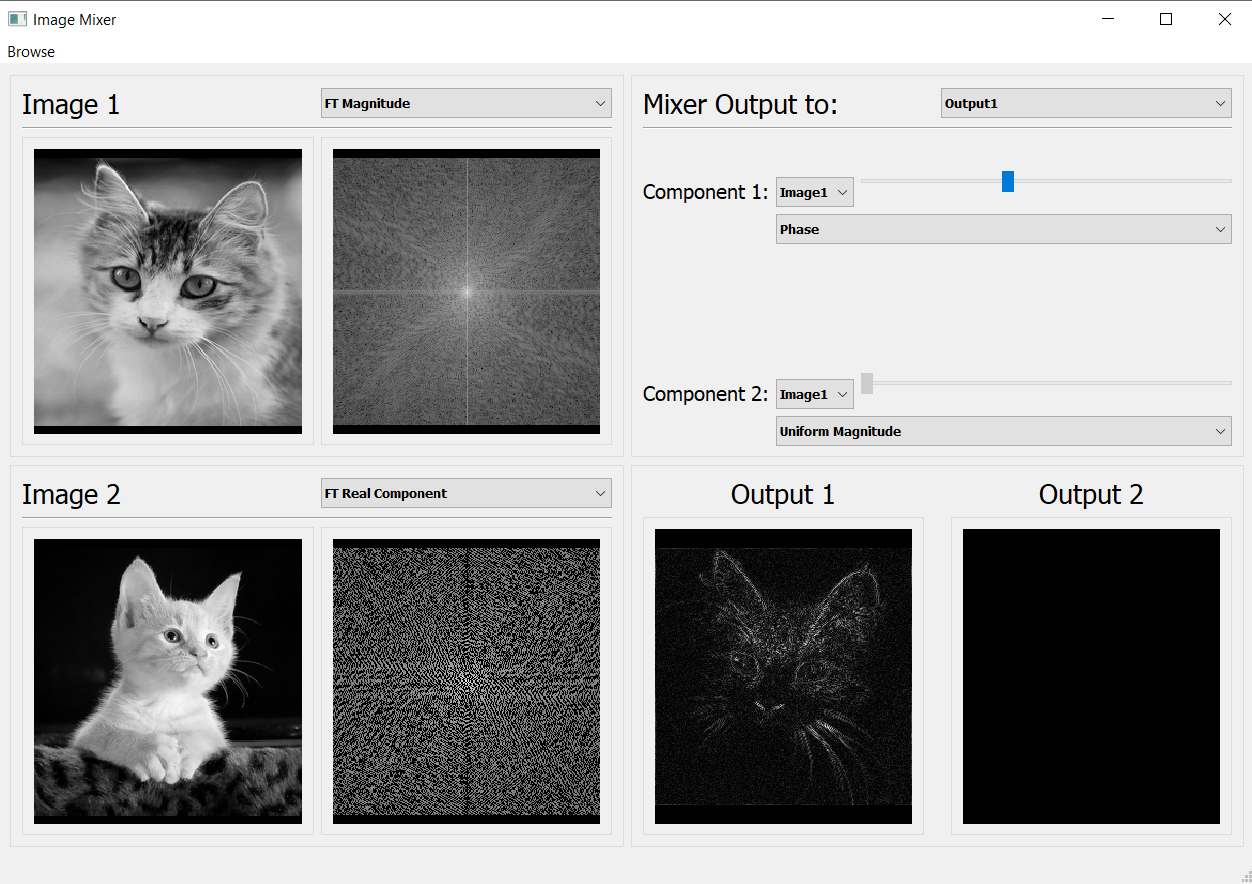 Image Mixer
Browse
Image 1
FT Magnitude
Mixer Output to:
Output1
Component 1:
Image1
Phase
Component 2:
Image1
Uniform Magnitude
Image 2
FT Real Component
Output 1
Output 2